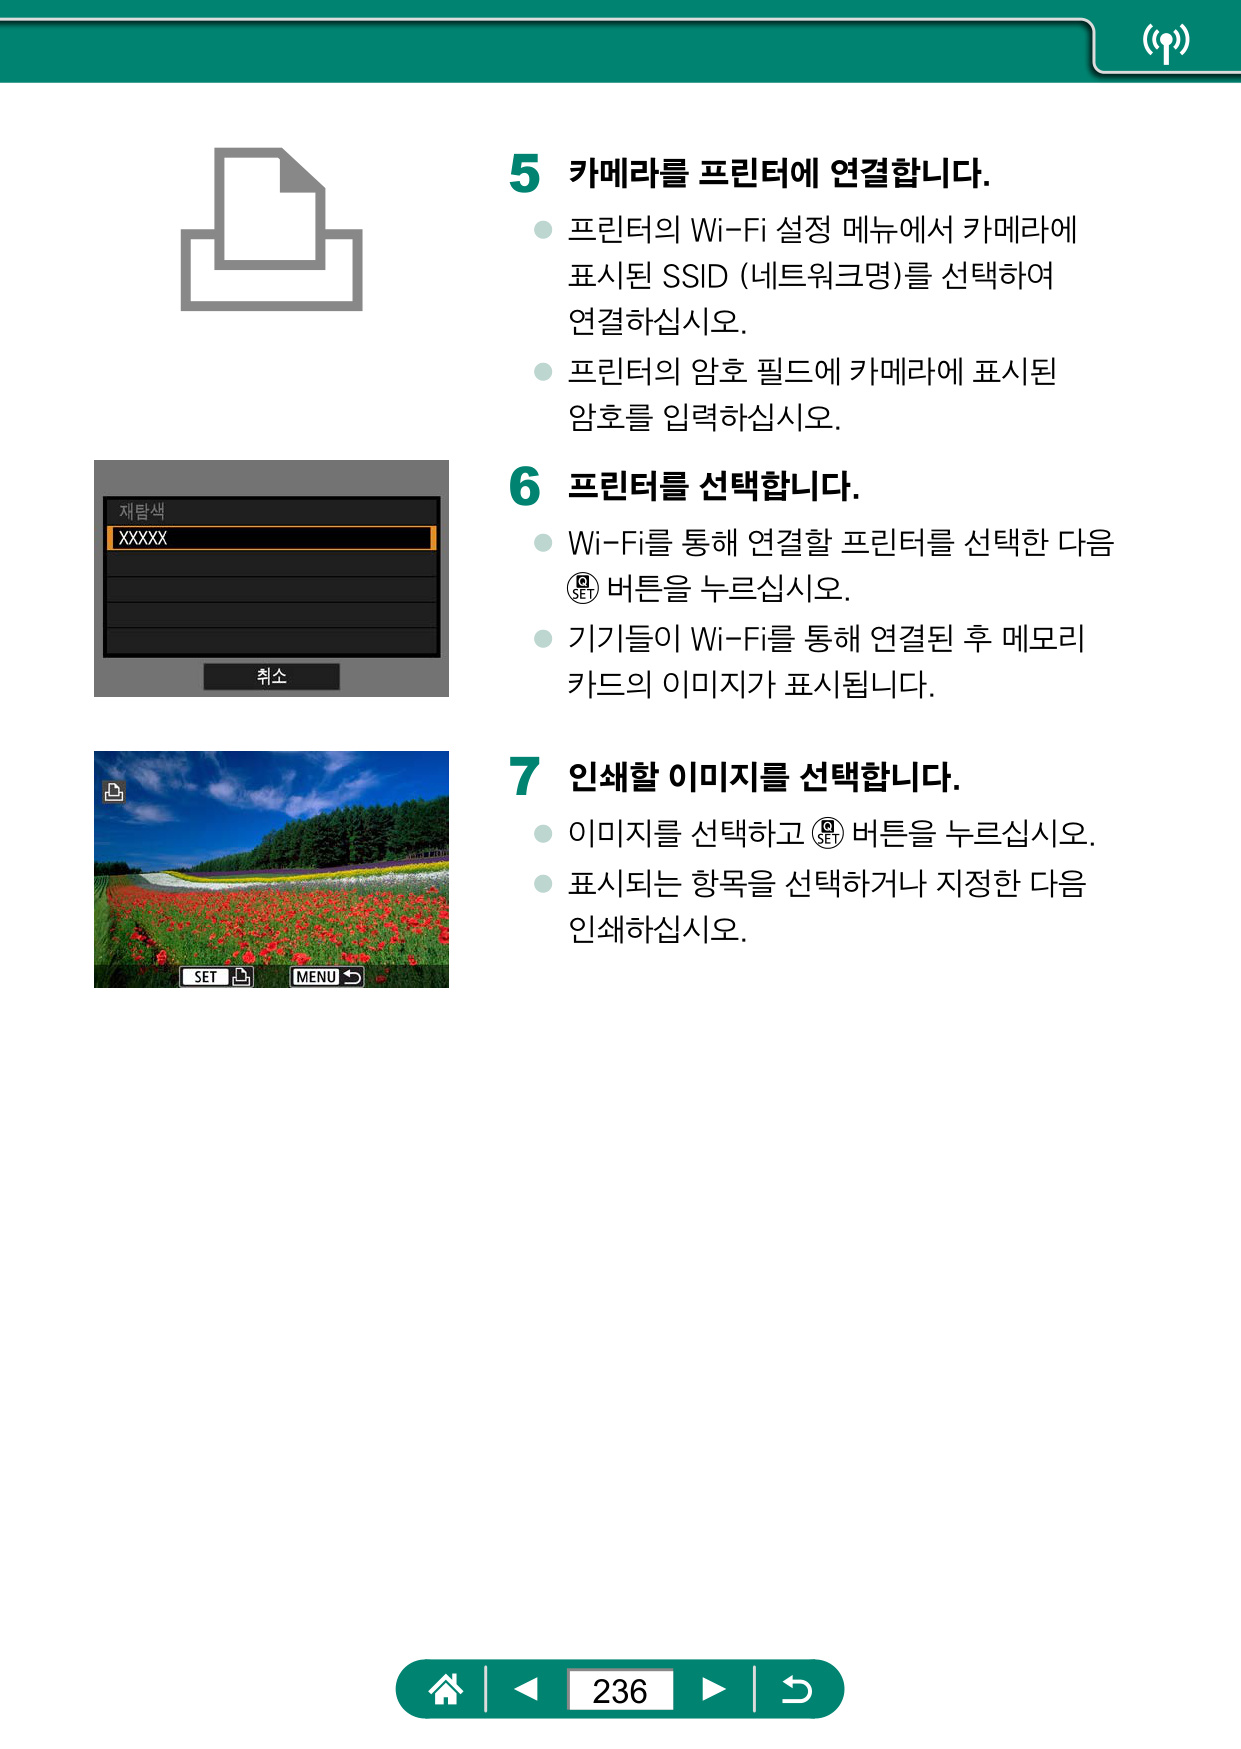 5 카메라를 프린터에 연결합니다.
프린터의 Wi-Fi 설정 메뉴에서 카메라에
표시된 SSID (네트워크명)를 선택하여
연결하십시오.
프린터의 암호 필드에 카메라에 표시된
암호를 입력하십시오.
재탐색
XXXXX
취소
6 프린터를 선택합니다.
Wi-Fi를 통해 연결할 프린터를 선택한 다음
Q SET 버튼을 누르십시오.
기기들이 Wi-Fi를 통해 연결된 후 메모리
카드의 이미지가 표시됩니다.
SET MENU
7 인쇄할 이미지를 선택합니다.
이미지를 선택하고 Q SET 버튼을 누르십시오.
표시되는 항목을 선택하거나 지정한 다음
인쇄하십시오.
236